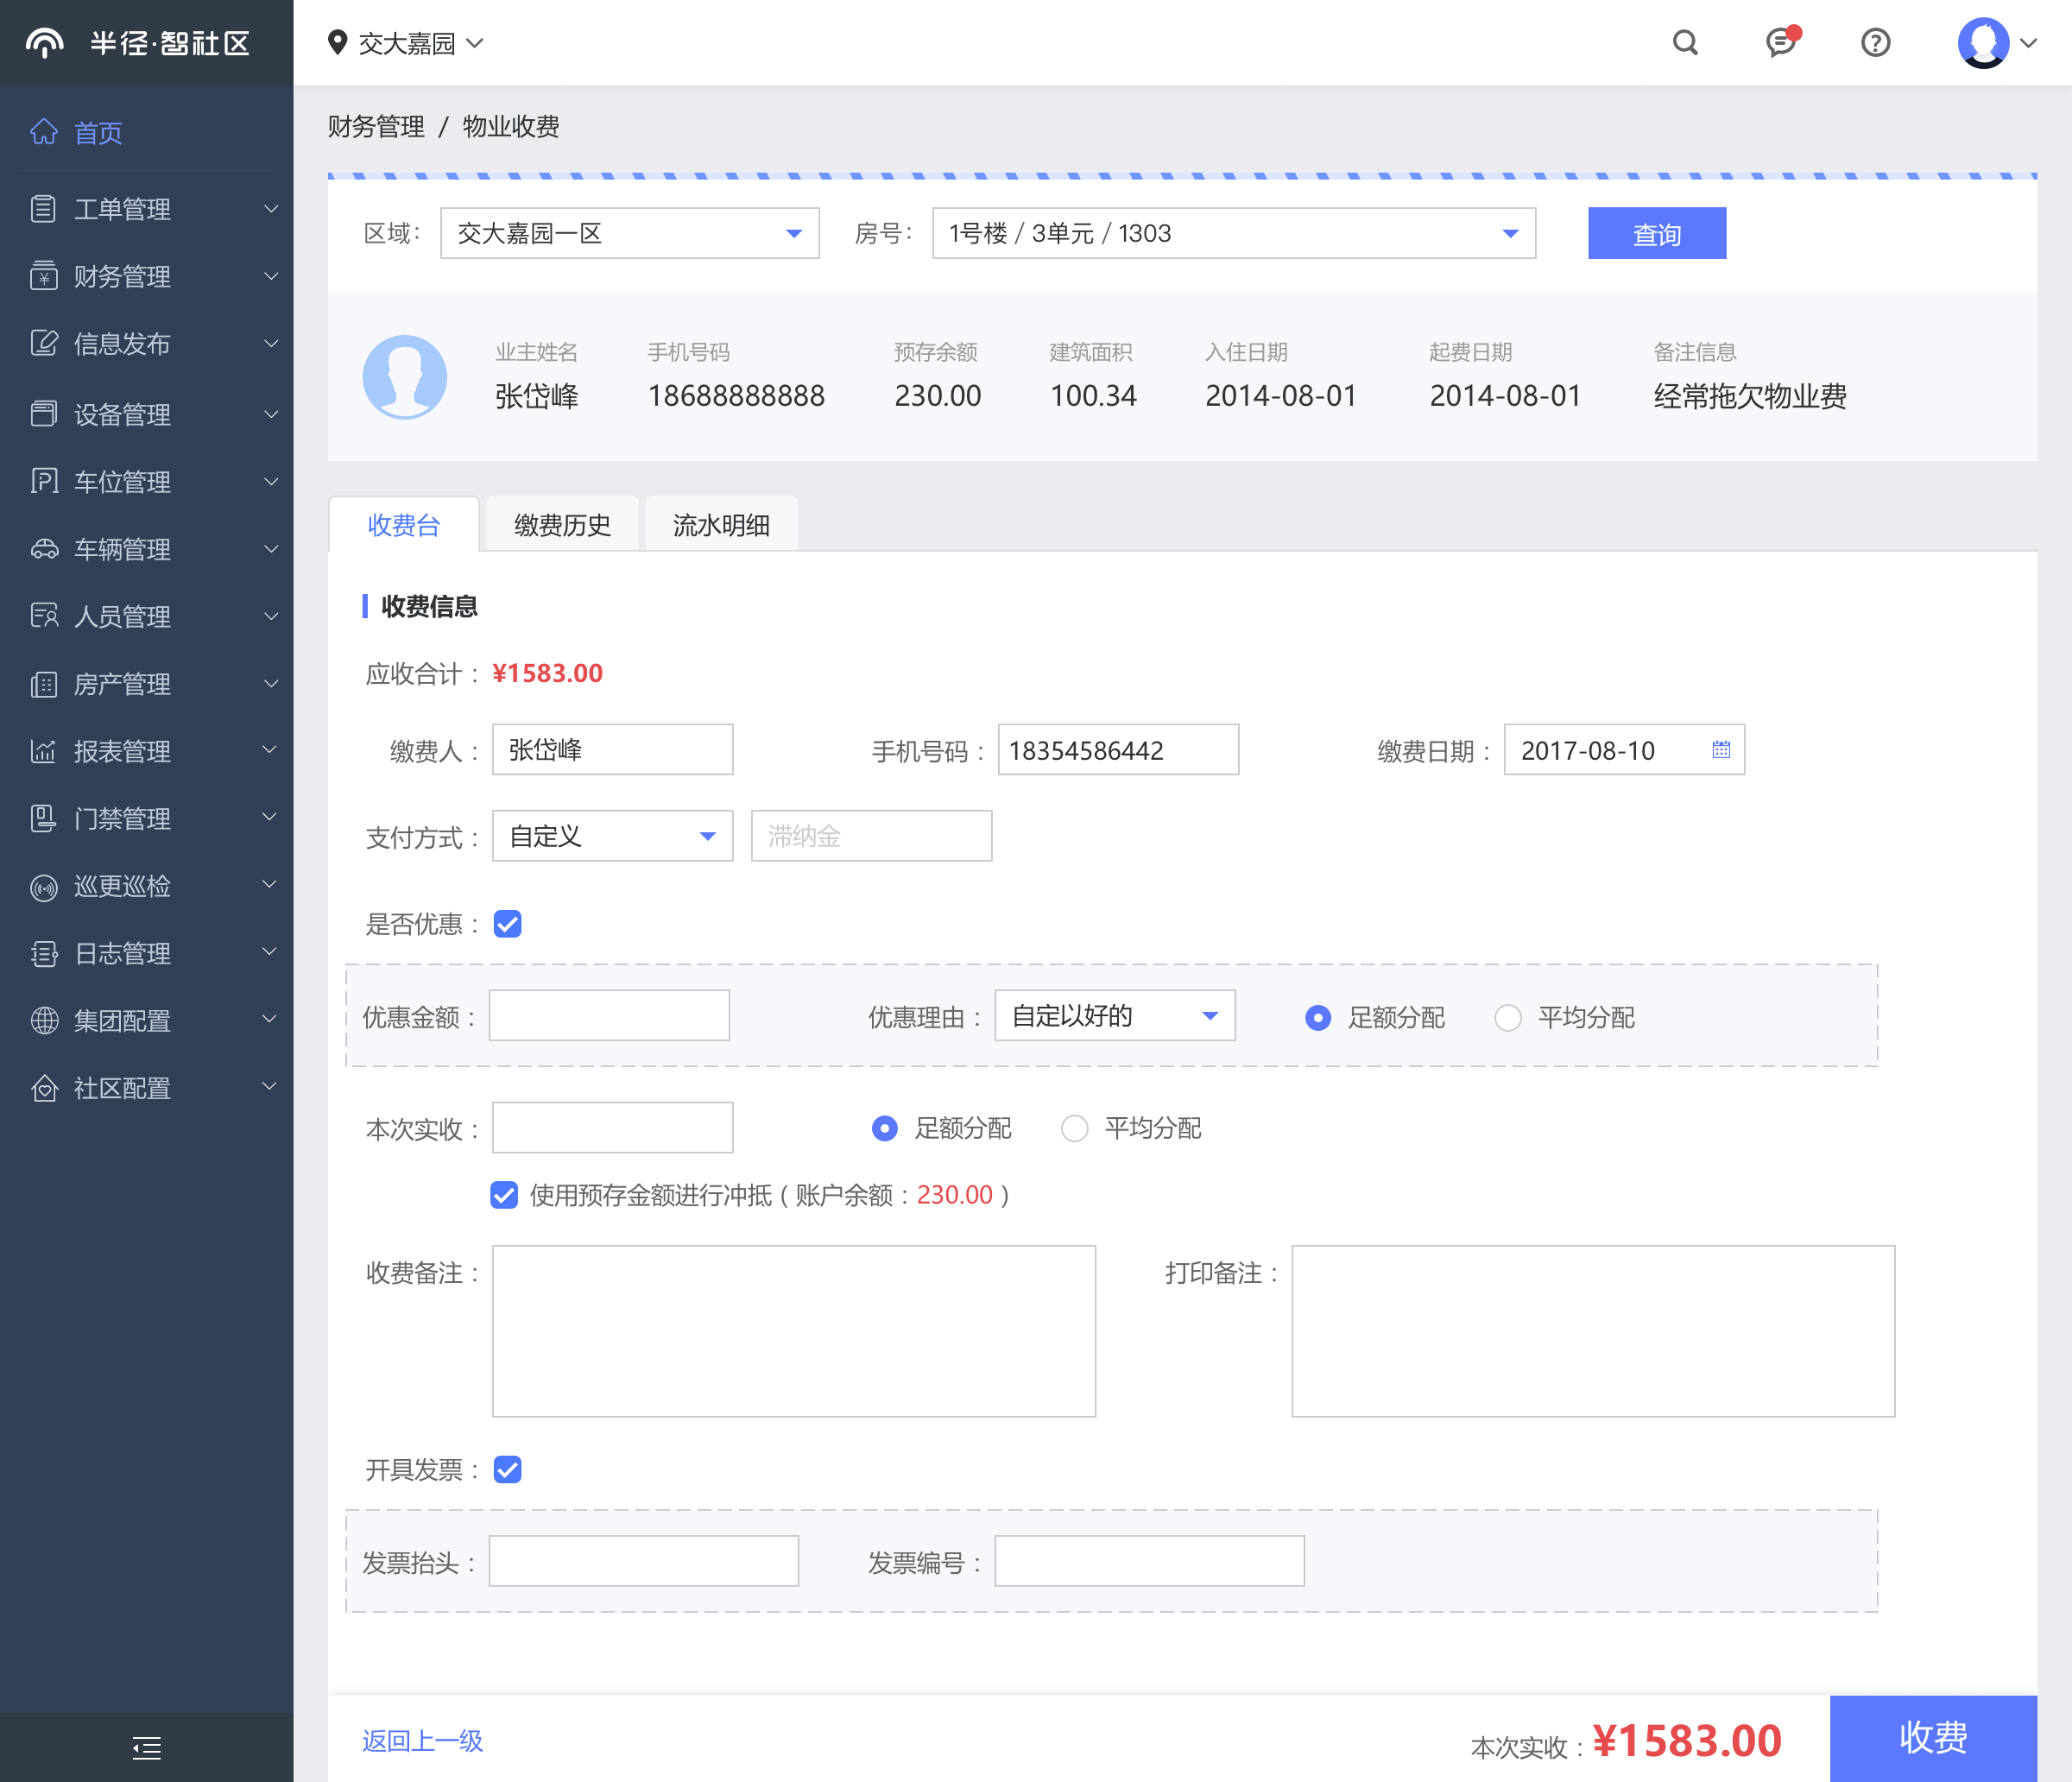 半径·智社区
交大嘉园
首页
工单管理
财务管理
信息发布
设备管理
车位管理
车辆管理
人员管理
房产管理
报表管理
门禁管理
巡更巡检
日志管理
集团配置
社区配置
财务管理 / 物业收费
区域： 交大嘉园一区 房号： 1号楼 / 3单元 / 1303 查询
业主姓名 手机号码 预存余额 建筑面积 入住日期 起费日期 备注信息
张岱峰 18688888888 230.00 100.34 2014-08-01 2014-08-01 经常拖欠物业费
收费台 缴费历史 流水明细
收费信息
应收合计： ¥1583.00
缴费人： 张岱峰 手机号码： 18354586442 缴费日期： 2017-08-10
支付方式： 自定义 滞纳金
是否优惠：
优惠金额： 优惠理由： 自定以好的 足额分配 平均分配
本次实收： 足额分配 平均分配
使用预存金额进行冲抵（账户余额：230.00）
收费备注： 打印备注：
开具发票：
发票抬头： 发票编号：
返回上一级 本次实收：¥1583.00 收费